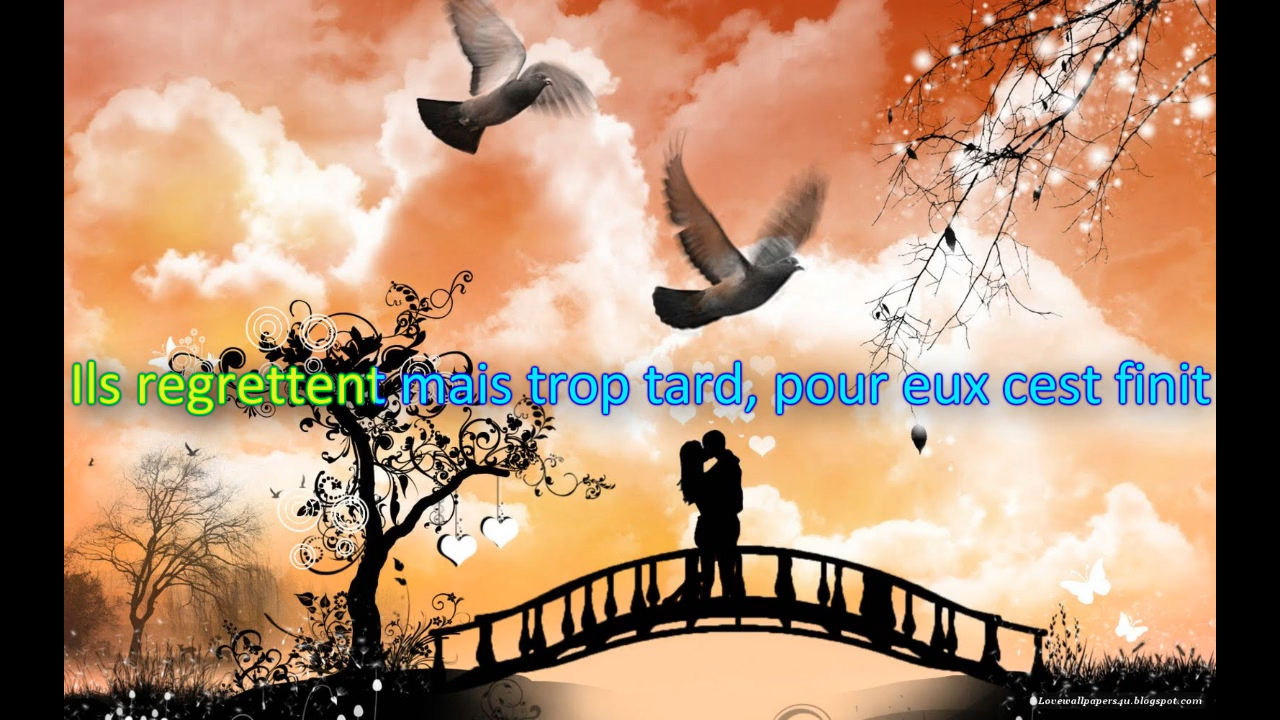 Ils regrettent mais trop tard, pour eux cest finit
Lovewallpapers4u.blogspot.com